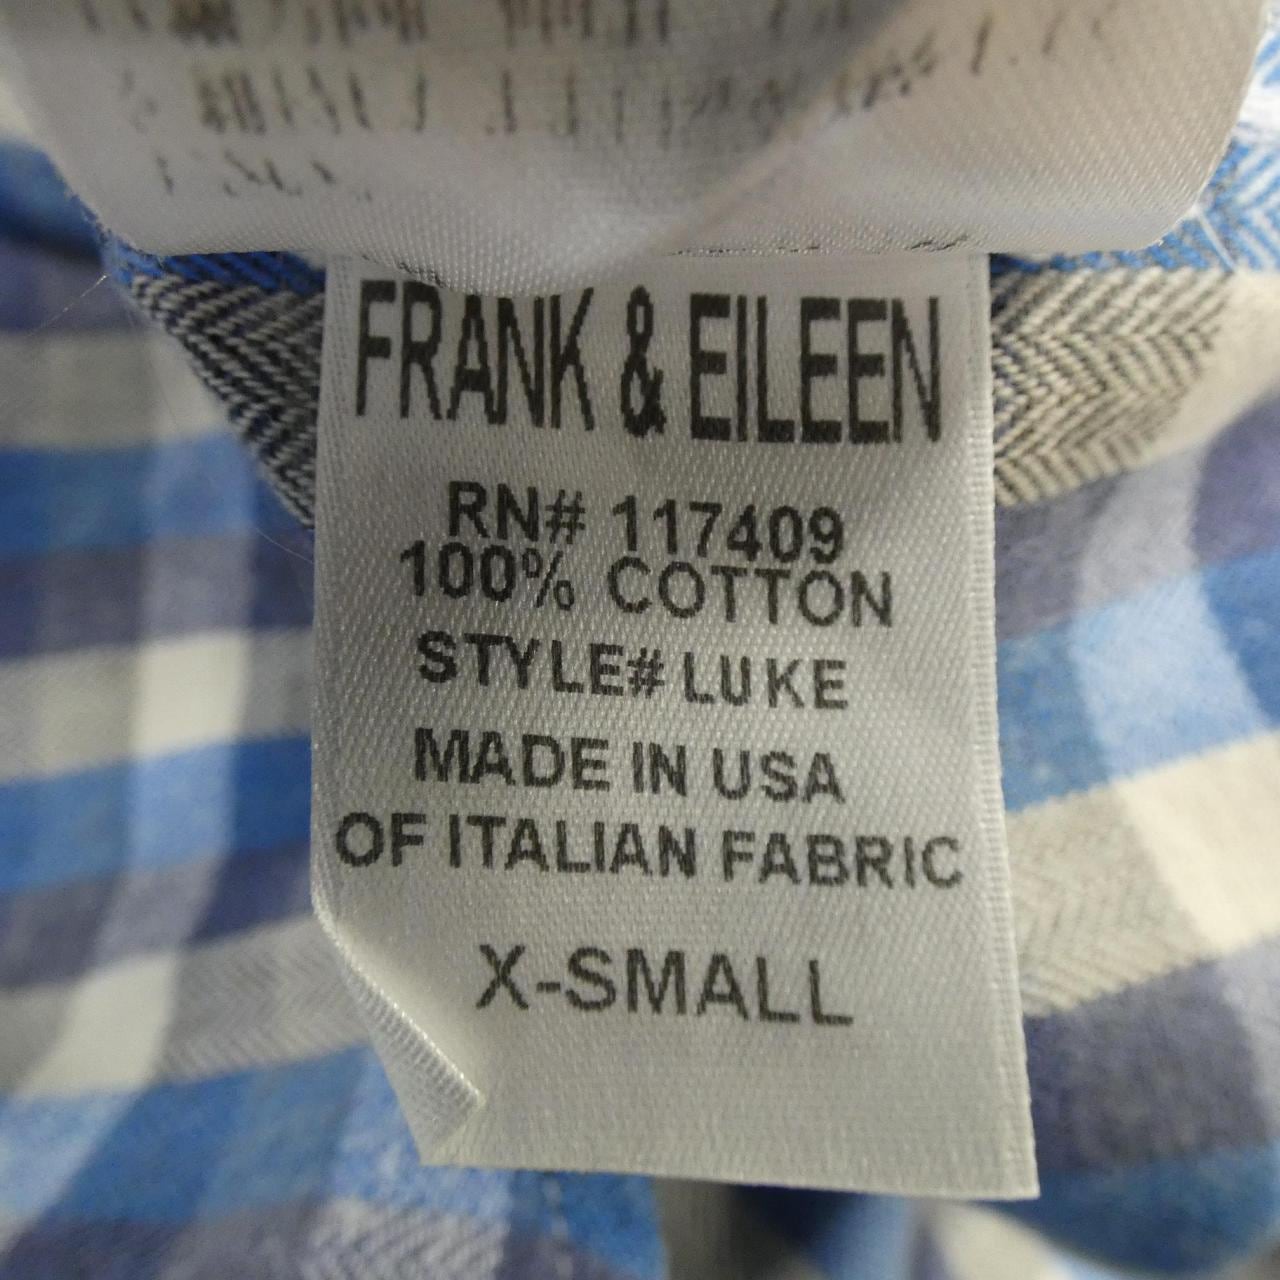 FRANK & EILEEN
RN# 117409
100% COTTON
STYLE# LUKE
MADE IN USA
OF ITALIAN FABRIC
X-SMALL